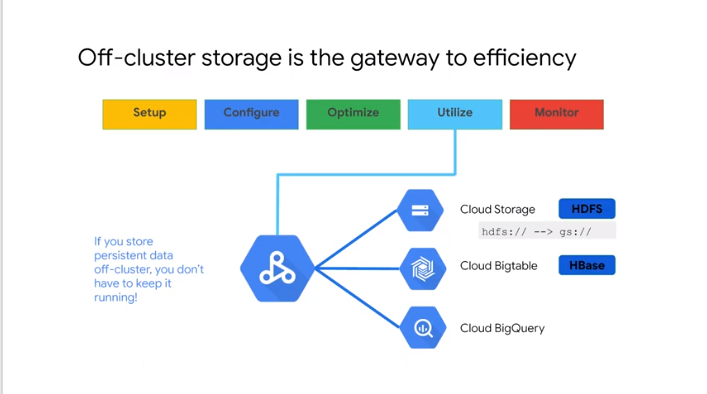 Off-cluster storage is the gateway to efficiency
Setup
Configure
Optimize
Utilize
Monitor
If you store
persistent data
off-cluster, you don't
have to keep it
running!
Cloud Storage
HDFS
hdfs:// --> gs://
Cloud Bigtable
HBase
Cloud BigQuery